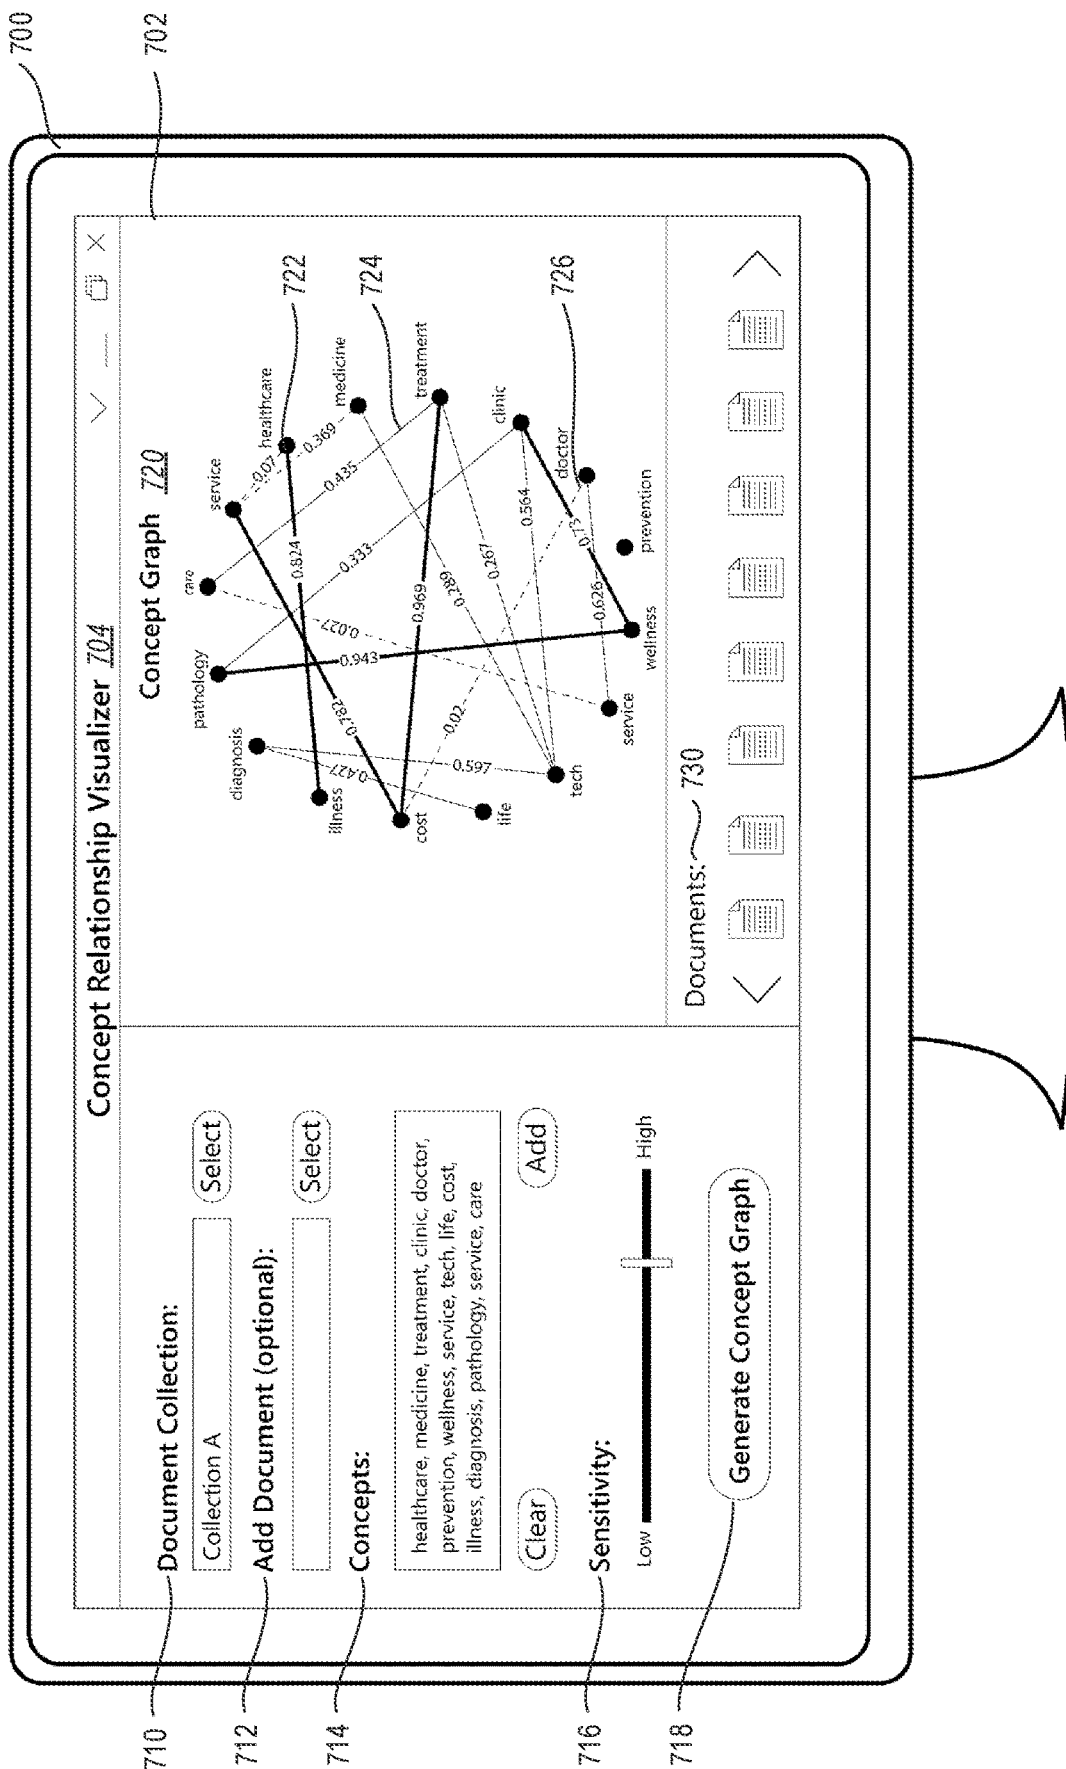 700
702
Concept Relationship Visualizer 704
710
Document Collection:
Collection A
Select
712
Add Document (optional):
Select
714
Concepts:
healthcare, medicine, treatment, clinic, doctor,
prevention, wellness, service, tech, life, cost,
illness, diagnosis, pathology, service, care
Clear
Add
716
Sensitivity:
Low
High
718
Generate Concept Graph
Concept Graph 720
care
service
pathology
healthcare
722
diagnosis
medicine
724
illness
treatment
cost
clinic
life
doctor
726
tech
prevention
service
wellness
0.07
0.369
0.435
0.824
0.333
0.027
0.943
0.782
0.969
0.427
0.597
0.289
0.267
0.564
0.73
0.02
0.626
Documents:
730